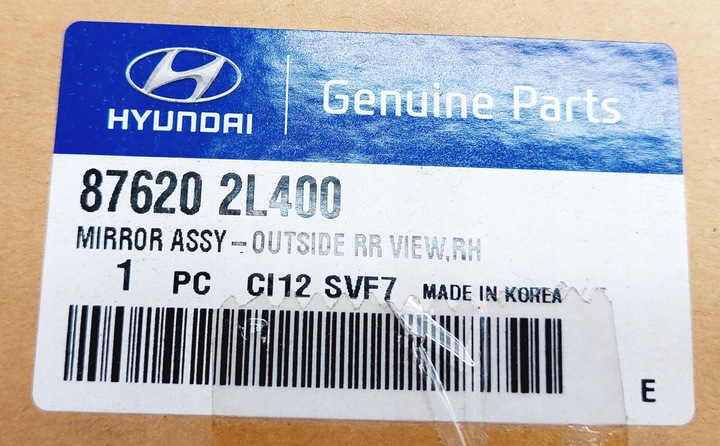 HYUNDAI
Genuine Parts
87620 2L400
MIRROR ASSY-OUTSIDE RR VIEW,RH
1 PC CI12 SVF7 MADE IN KOREA
E